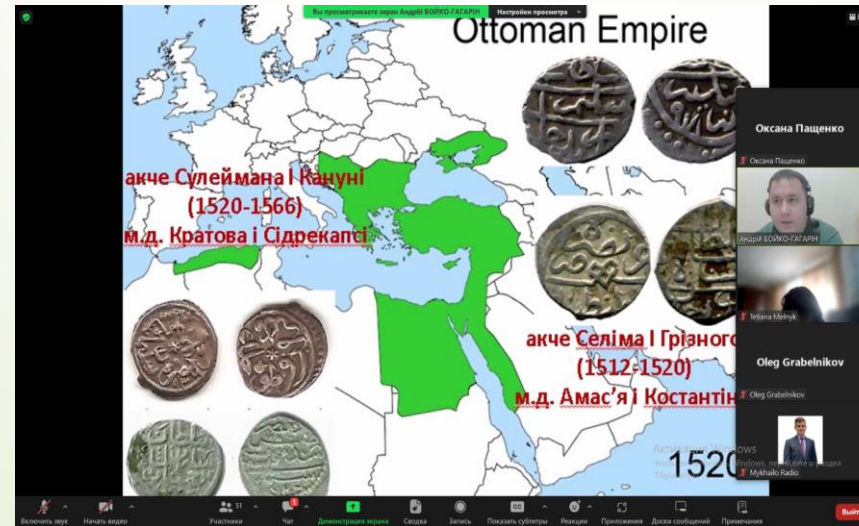 Вы просматриваете экран Андрій БОЙКО-ГАГАРІН
Настройки просмотра
Ottoman Empire
Оксана Пащенко
Оксана Пащенко
акче Сулеймана І Кануні
(1520-1566)
м.д. Кратова і Сідрекапсі
Андрій БОЙКО-ГАГАРІН
Tetiana Melnyk
акче Селіма І Грізного
(1512-1520)
м.д. Амас’я і Костантін
Oleg Grabelnikov
Oleg Grabelnikov
1520
Mykhailo Radio
Включить звук
Начать видео
Участники
51
Чат
Демонстрация экрана
Сводка
Запись
Показать субтитры
Реакции
Приложения
Доски сообщений
Примечания